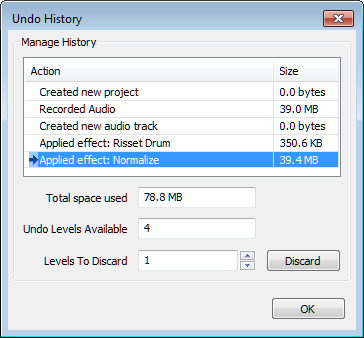 Undo History
Manage History
Action Size
Created new project 0.0 bytes
Recorded Audio 39.0 MB
Created new audio track 0.0 bytes
Applied effect: Risset Drum 350.6 KB
Applied effect: Normalize 39.4 MB
Total space used 78.8 MB
Undo Levels Available 4
Levels To Discard 1 Discard
OK